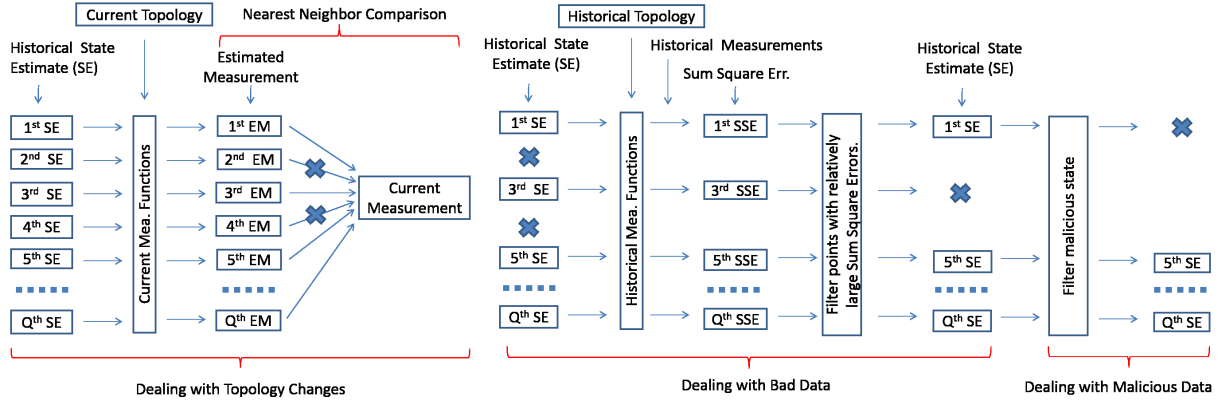 Current Topology
Nearest Neighbor Comparison
Historical State
Estimate (SE)
Estimated
Measurement
1st SE
2nd SE
3rd SE
4th SE
5th SE
Qth SE
Current Mea. Functions
1st EM
2nd EM
3rd EM
4th EM
5th EM
Qth EM
Current
Measurement
Dealing with Topology Changes
Historical Topology
Historical State
Estimate (SE)
Historical Measurements
Sum Square Err.
1st SE
3rd SE
5th SE
Qth SE
Historical Mea. Functions
1st SSE
3rd SSE
5th SSE
Qth SSE
Filter points with relatively
large Sum Square Errors.
Historical State
Estimate (SE)
1st SE
5th SE
Qth SE
Dealing with Bad Data
Filter malicious state
5th SE
Qth SE
Dealing with Malicious Data